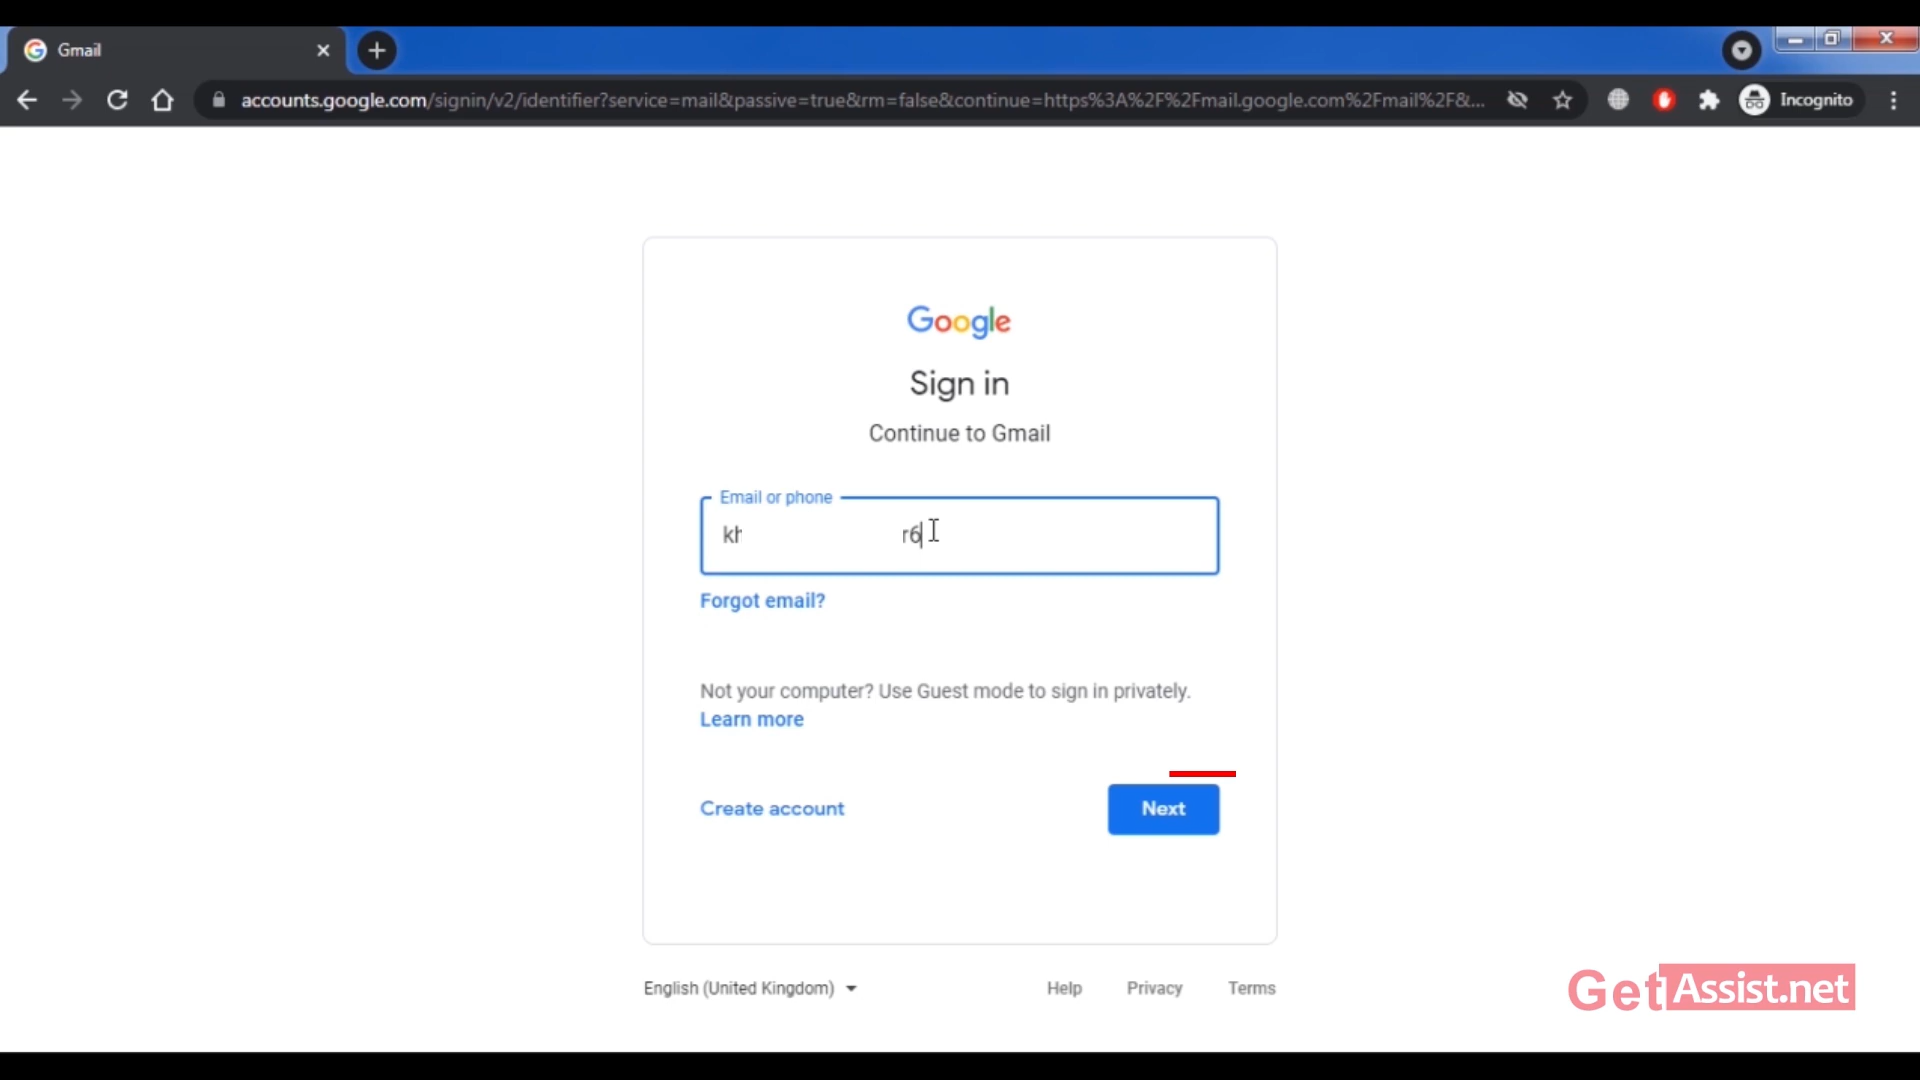 Gmail
accounts.google.com/signin/v2/identifier?service=mail&passive=true&rm=false&continue=https%3A%2F%2Fmail.google.com%2Fmail%2F&...
Incognito
Google
Sign in
Continue to Gmail
Email or phone
kh r6
Forgot email?
Not your computer? Use Guest mode to sign in privately.
Learn more
Create account
Next
English (United Kingdom)
Help Privacy Terms
GetAssist.net